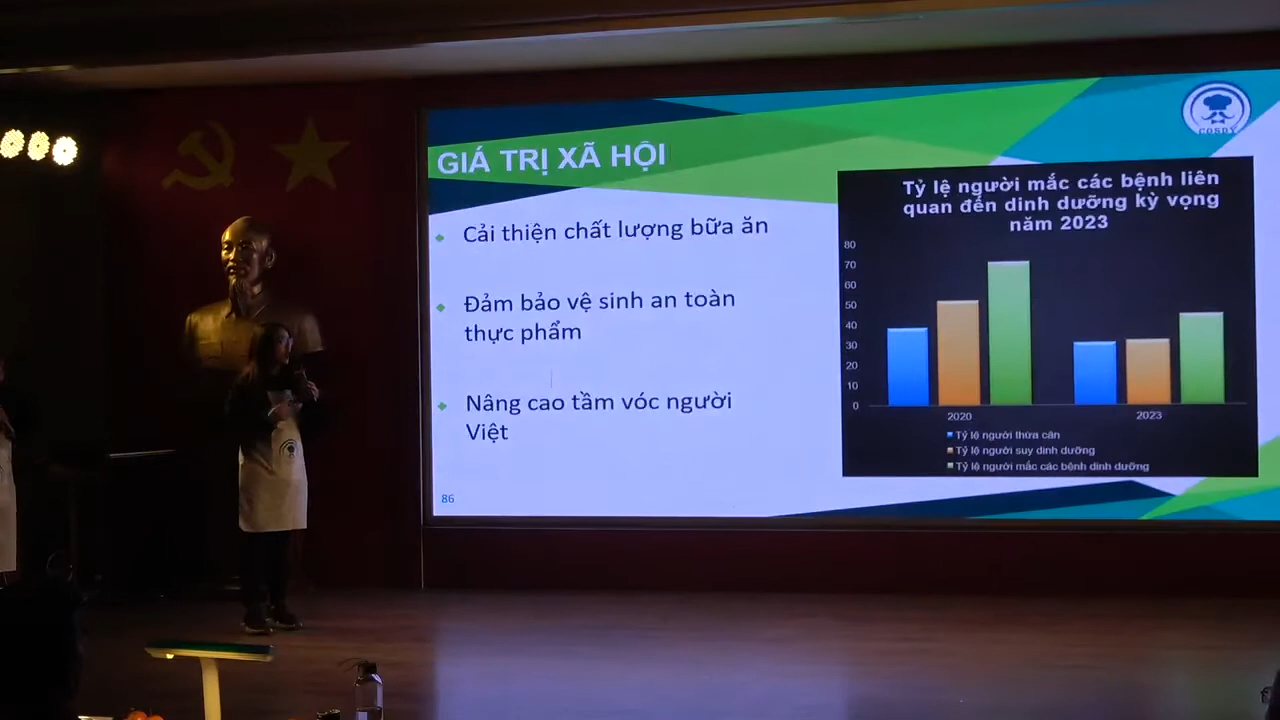 GIÁ TRỊ XÃ HỘI
Cải thiện chất lượng bữa ăn
Đảm bảo vệ sinh an toàn
thực phẩm
Nâng cao tầm vóc người
Việt
86
COSPY
Tỷ lệ người mắc các bệnh liên
quan đến dinh dưỡng kỳ vọng
năm 2023
80
70
60
50
40
30
20
10
0
2020
2023
Tỷ lệ người thừa cân
Tỷ lệ người suy dinh dưỡng
Tỷ lệ người mắc các bệnh dinh dưỡng